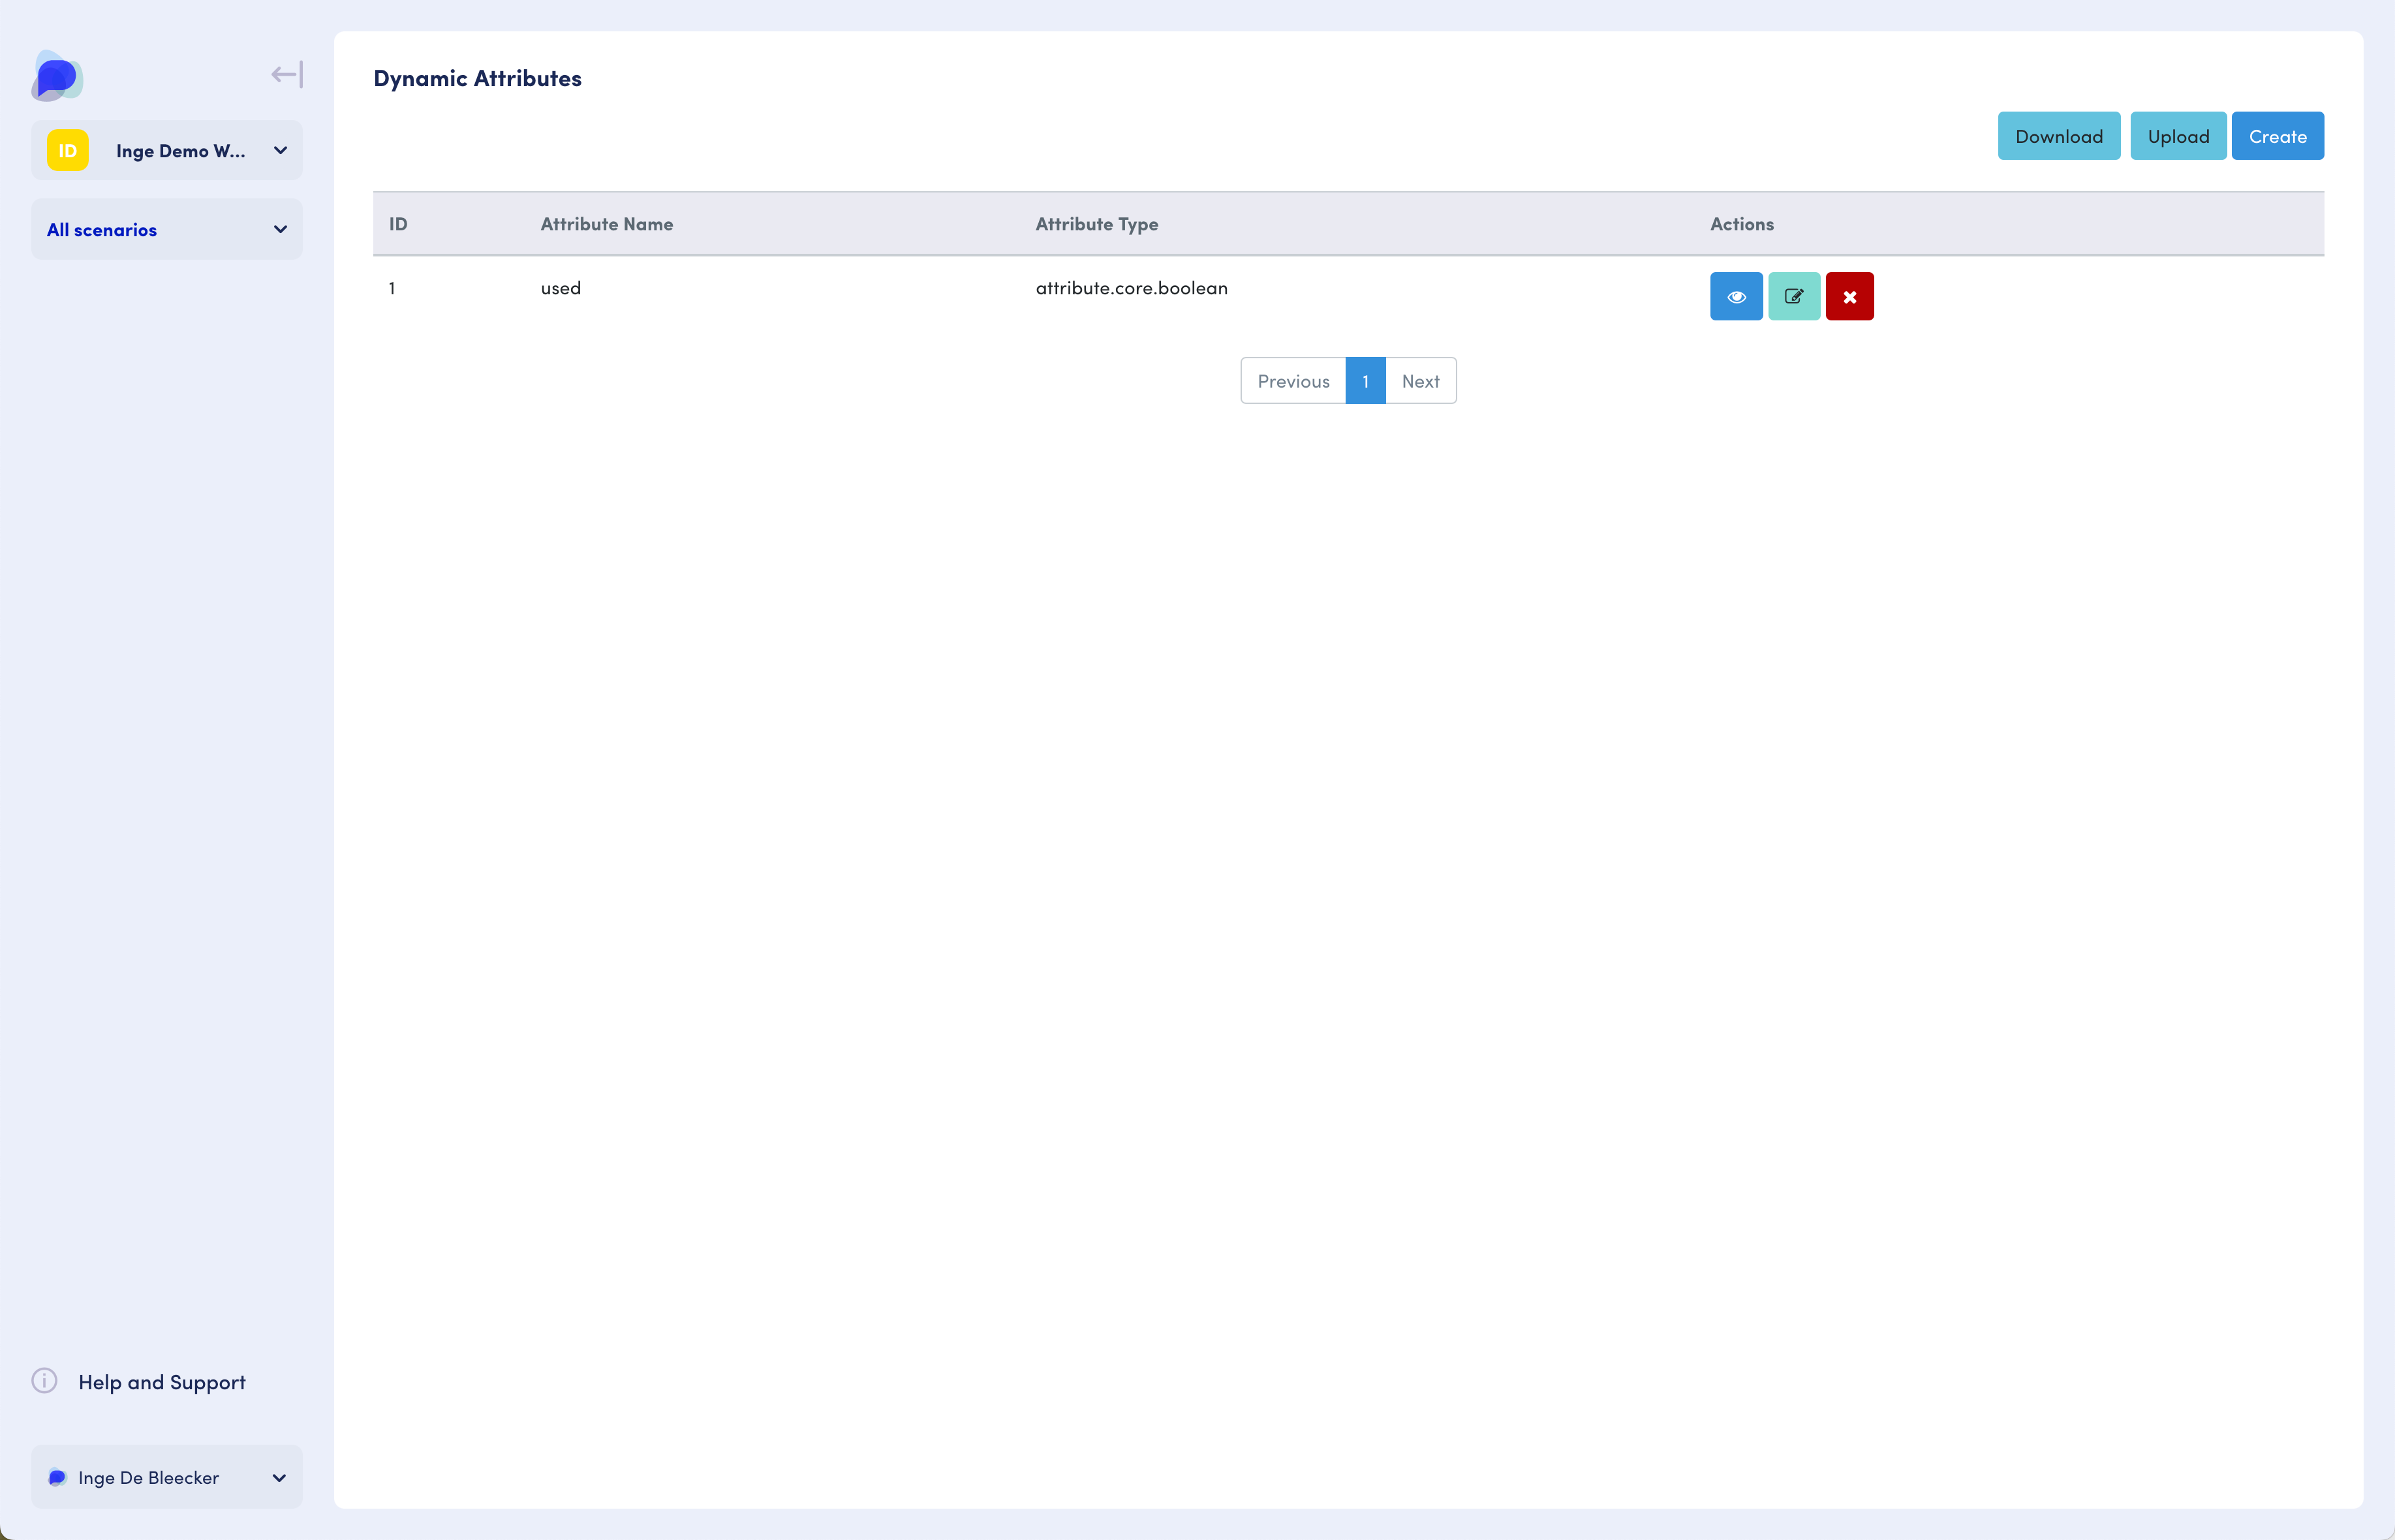 Dynamic Attributes
ID Inge Demo W...
All scenarios
Download Upload Create
ID Attribute Name Attribute Type Actions
1 used attribute.core.boolean
Previous 1 Next
Help and Support
Inge De Bleecker